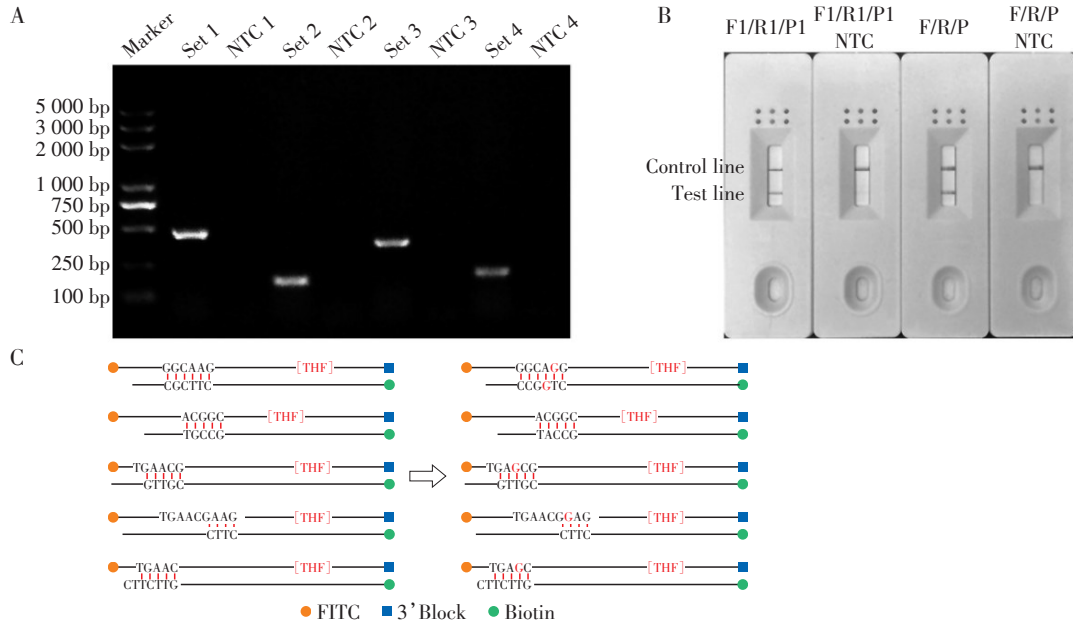 A
Marker
Set 1
NTC 1
Set 2
NTC 2
Set 3
NTC 3
Set 4
NTC 4
5 000 bp
3 000 bp
2 000 bp
1 000 bp
750 bp
500 bp
250 bp
100 bp
B
F1/R1/P1
F1/R1/P1
NTC
F/R/P
F/R/P
NTC
Control line
Test line
C
GGCAAG [THF]
CGCTTC
ACGGC [THF]
TGCCG
TGAACG [THF]
GTTGC
TGAACGAAG [THF]
CTTC
TGAAC [THF]
CTTCTTG
GGCAGG [THF]
CCGGTC
ACGGC [THF]
TACCG
TGAGCG [THF]
GTTGC
TGAACGGAG [THF]
CTTC
TGAGC [THF]
CTTCTTG
FITC 3’Block Biotin